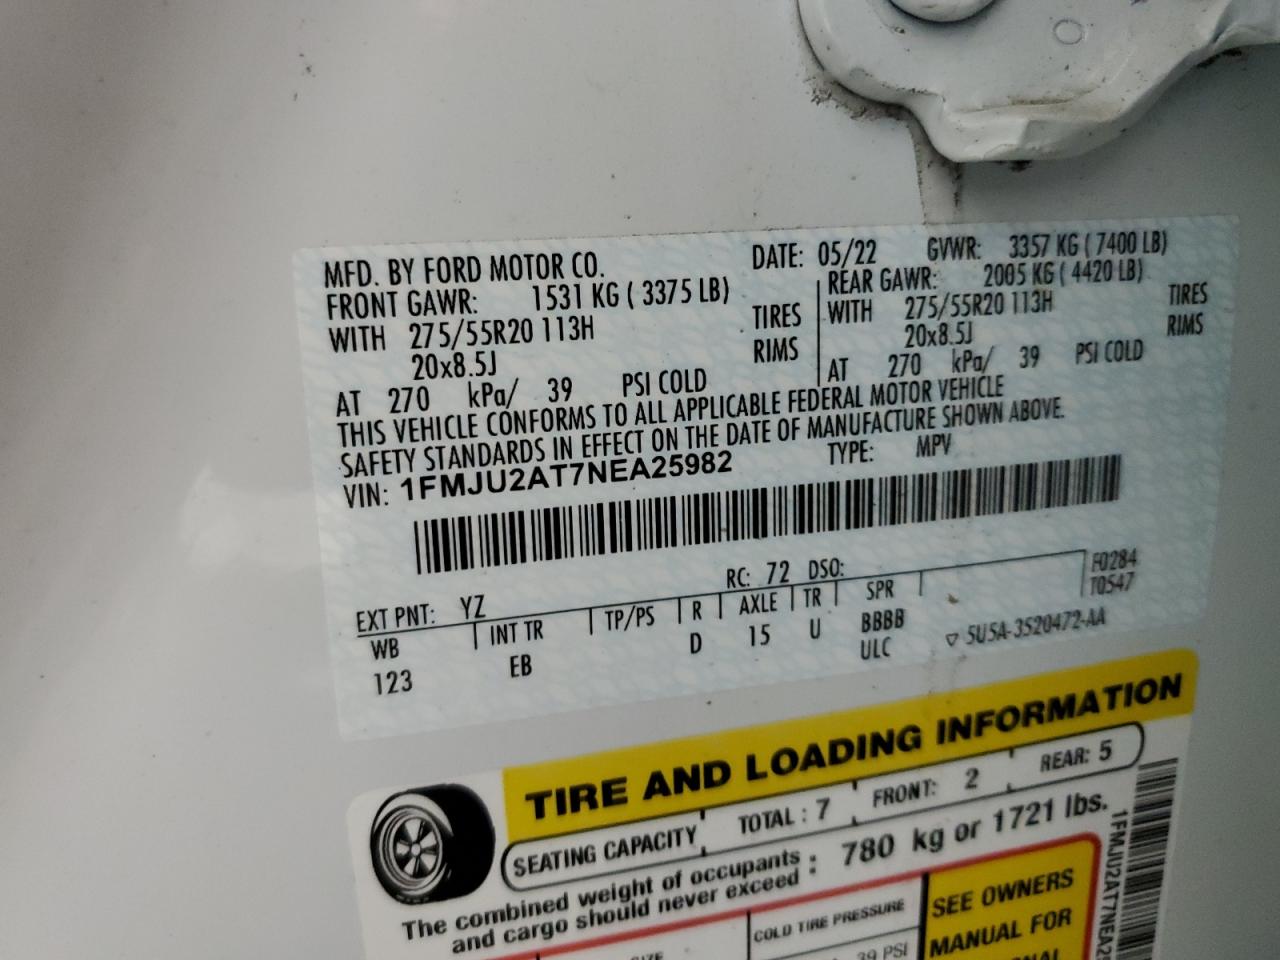 MFD. BY FORD MOTOR CO. DATE: 05/22 GVWR: 3357 KG ( 7400 LB)
FRONT GAWR: 1531 KG ( 3375 LB) REAR GAWR: 2005 KG ( 4420 LB)
WITH 275/55R20 113H TIRES WITH 275/55R20 113H TIRES
20x8.5J RIMS 20x8.5J RIMS
AT 270 kPa/ 39 PSI COLD AT 270 kPa/ 39 PSI COLD
THIS VEHICLE CONFORMS TO ALL APPLICABLE FEDERAL MOTOR VEHICLE
SAFETY STANDARDS IN EFFECT ON THE DATE OF MANUFACTURE SHOWN ABOVE.
VIN: 1FMJU2AT7NEA25982 TYPE: MPV
EXT PNT: YZ RC: 72 DSO: F0284
T0547
WB INT TR TP/PS R AXLE TR SPR
123 EB D 15 U BBBB
ULC 5U5A-3520472-AA
TIRE AND LOADING INFORMATION
SEATING CAPACITY TOTAL : 7 FRONT: 2 REAR: 5
The combined weight of occupants : 780 kg or 1721 lbs.
and cargo should never exceed :
COLD TIRE PRESSURE
SEE OWNERS
MANUAL FOR
39 PSI
1FMJU2AT7NEA2